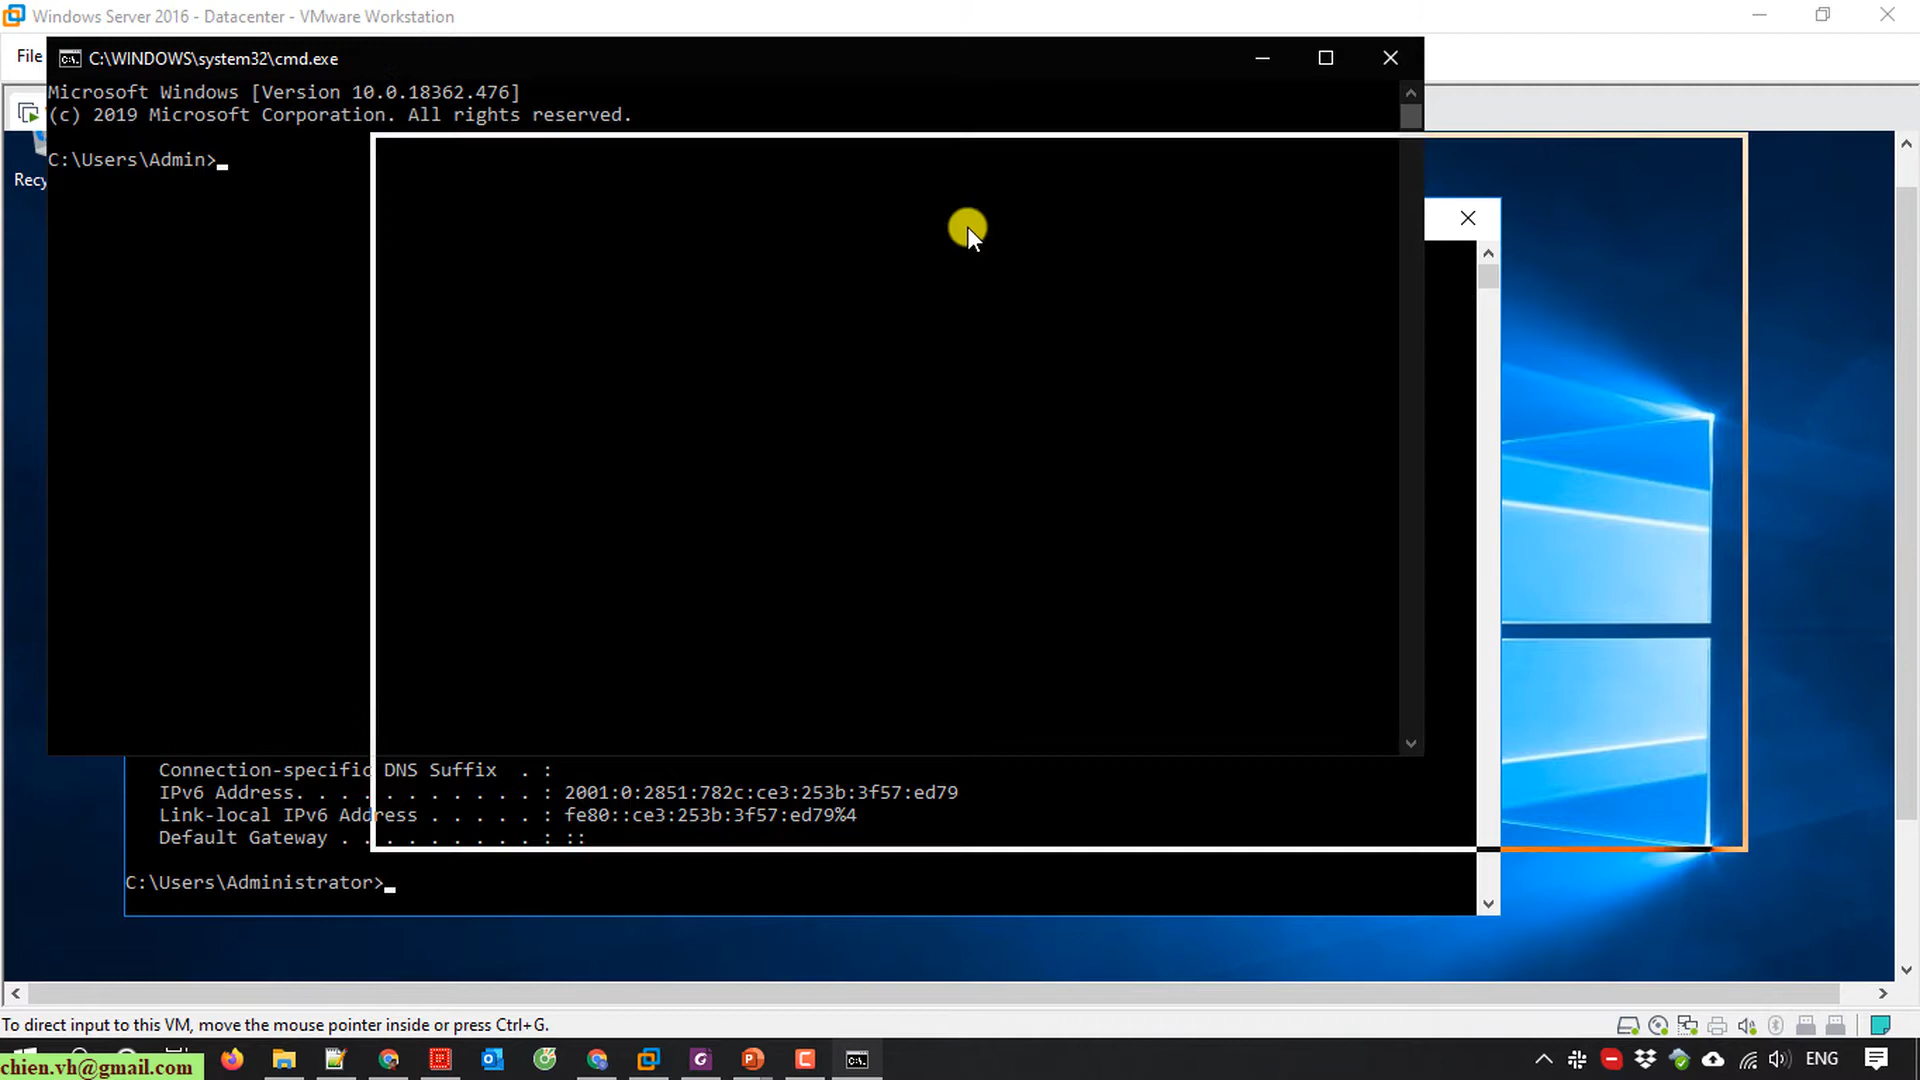 Windows Server 2016 - Datacenter - VMware Workstation
File
C:\WINDOWS\system32\cmd.exe
Microsoft Windows [Version 10.0.18362.476]
(c) 2019 Microsoft Corporation. All rights reserved.
C:\Users\Admin>
Recy
Connection-specific DNS Suffix . :
IPv6 Address. . . . . . . . . . . : 2001:0:2851:782c:ce3:253b:3f57:ed79
Link-local IPv6 Address . . . . . : fe80::ce3:253b:3f57:ed79%4
Default Gateway . . . . . . . . . : ::
C:\Users\Administrator>
To direct input to this VM, move the mouse pointer inside or press Ctrl+G.
chien.vh@gmail.com
ENG